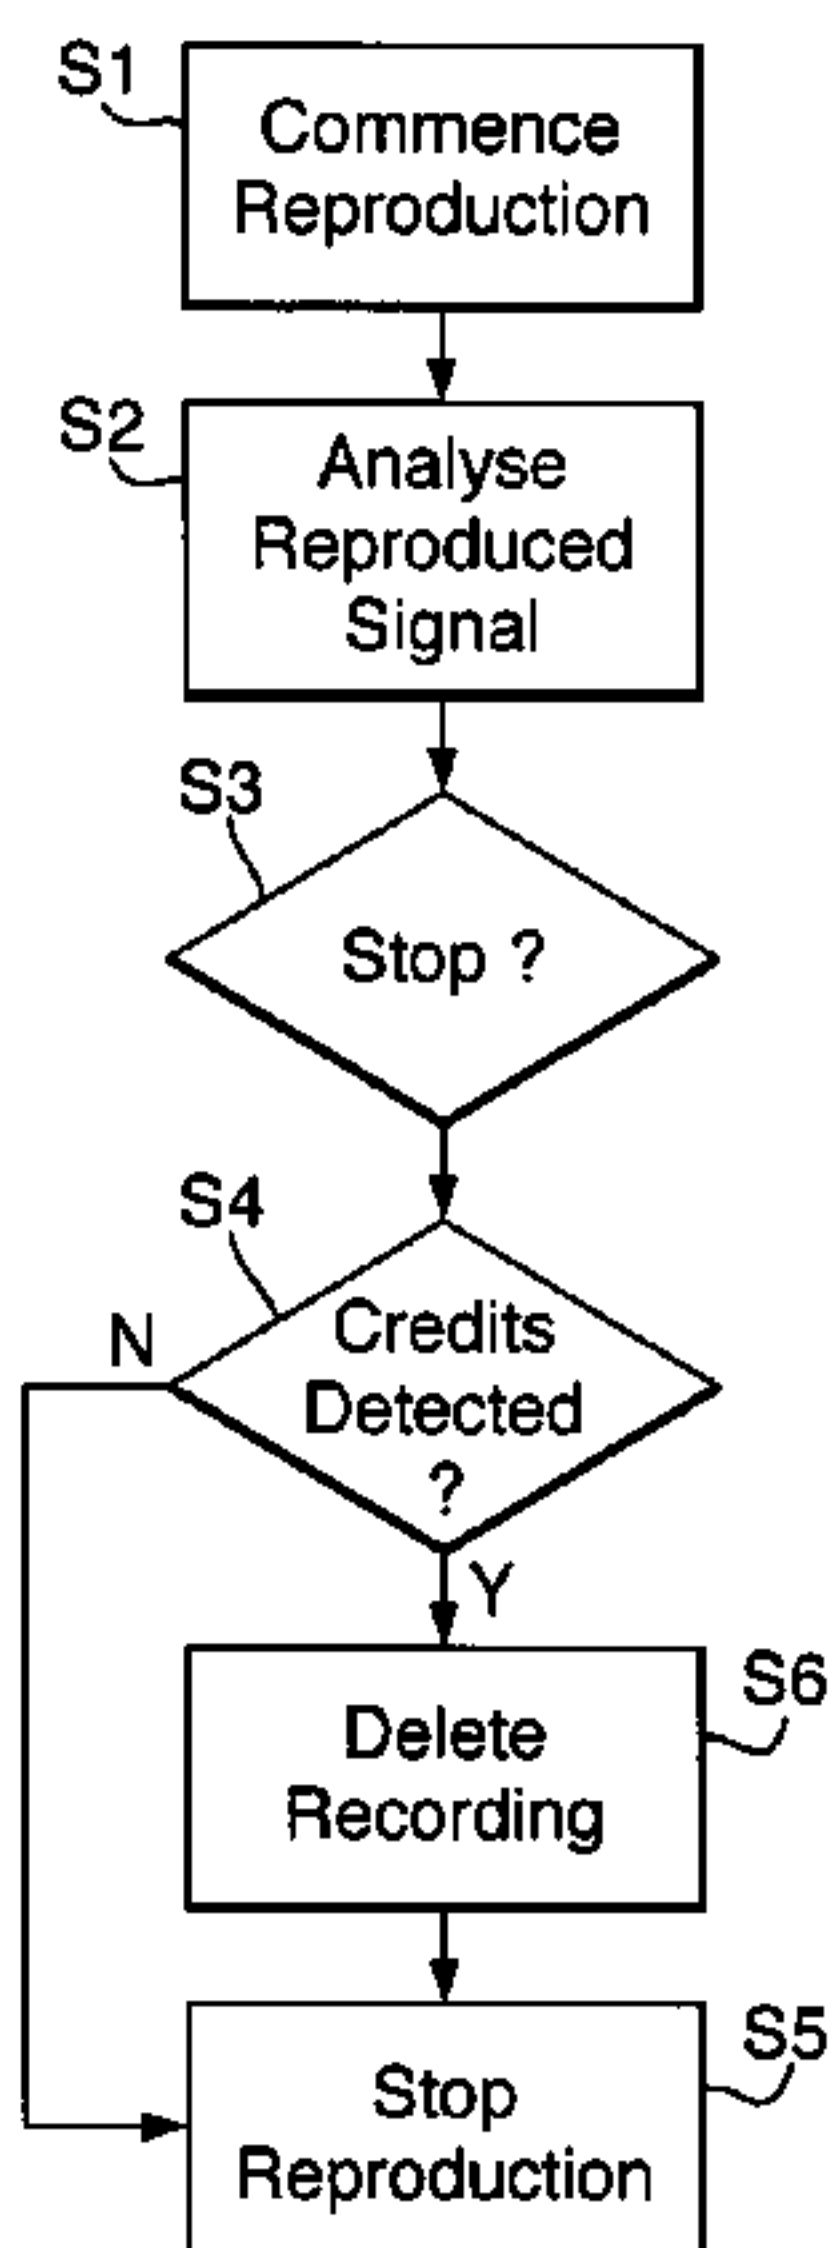 S1
Commence
Reproduction
S2
Analyse
Reproduced
Signal
S3
Stop ?
S4
N
Credits
Detected
?
Y
S6
Delete
Recording
S5
Stop
Reproduction